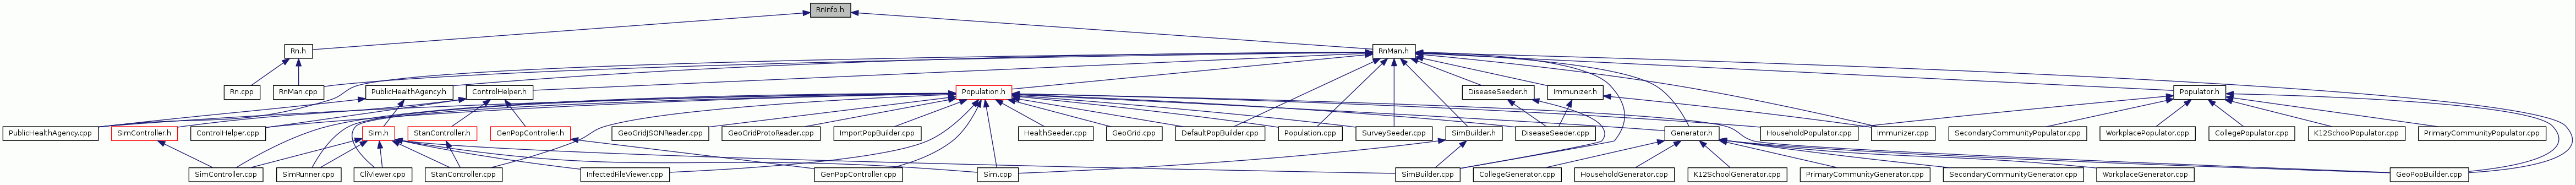 RnInfo.h
Rn.h
RnMan.h
Rn.cpp
RnMan.cpp
PublicHealthAgency.h
ControlHelper.h
Population.h
DiseaseSeeder.h
Immunizer.h
Populator.h
PublicHealthAgency.cpp
SimController.h
ControlHelper.cpp
Sim.h
StanController.h
GenPopController.h
GeoGridJSONReader.cpp
GeoGridProtoReader.cpp
ImportPopBuilder.cpp
HealthSeeder.cpp
GeoGrid.cpp
DefaultPopBuilder.cpp
Population.cpp
SurveySeeder.cpp
SimBuilder.h
DiseaseSeeder.cpp
Generator.h
HouseholdPopulator.cpp
Immunizer.cpp
SecondaryCommunityPopulator.cpp
WorkplacePopulator.cpp
CollegePopulator.cpp
K12SchoolPopulator.cpp
PrimaryCommunityPopulator.cpp
SimController.cpp
SimRunner.cpp
CliViewer.cpp
StanController.cpp
InfectedFileViewer.cpp
GenPopController.cpp
Sim.cpp
SimBuilder.cpp
CollegeGenerator.cpp
HouseholdGenerator.cpp
K12SchoolGenerator.cpp
PrimaryCommunityGenerator.cpp
SecondaryCommunityGenerator.cpp
WorkplaceGenerator.cpp
GeoPopBuilder.cpp